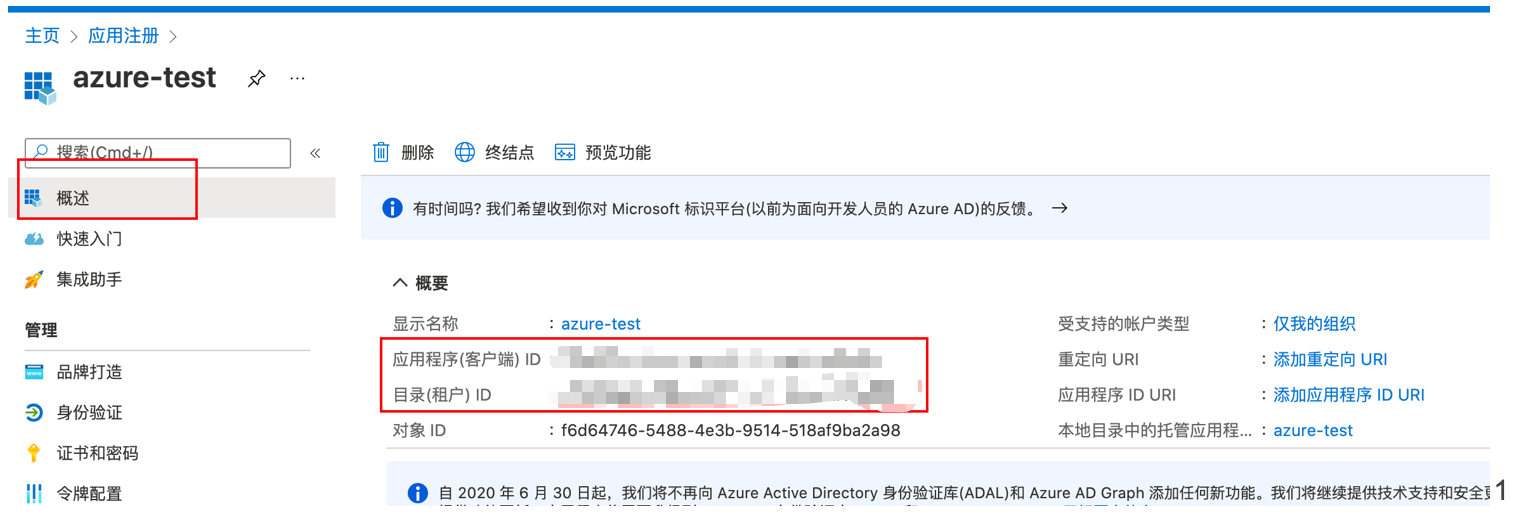 主页 > 应用注册 >
azure-test ...
搜索(Cmd+/) «
删除 终结点 预览功能
概述
有时间吗? 我们希望收到你对 Microsoft 标识平台(以前为面向开发人员的 Azure AD)的反馈。 →
快速入门
集成助手
概要
管理
显示名称 : azure-test 受支持的帐户类型 : 仅我的组织
应用程序(客户端) ID 重定向 URI : 添加重定向 URI
品牌打造
目录(租户) ID 应用程序 ID URI : 添加应用程序 ID URI
身份验证
对象 ID : f6d64746-5488-4e3b-9514-518af9ba2a98 本地目录中的托管应用程... : azure-test
证书和密码
令牌配置
自 2020 年 6 月 30 日起，我们将不再向 Azure Active Directory 身份验证库(ADAL)和 Azure AD Graph 添加任何新功能。我们将继续提供技术支持和安全更
1